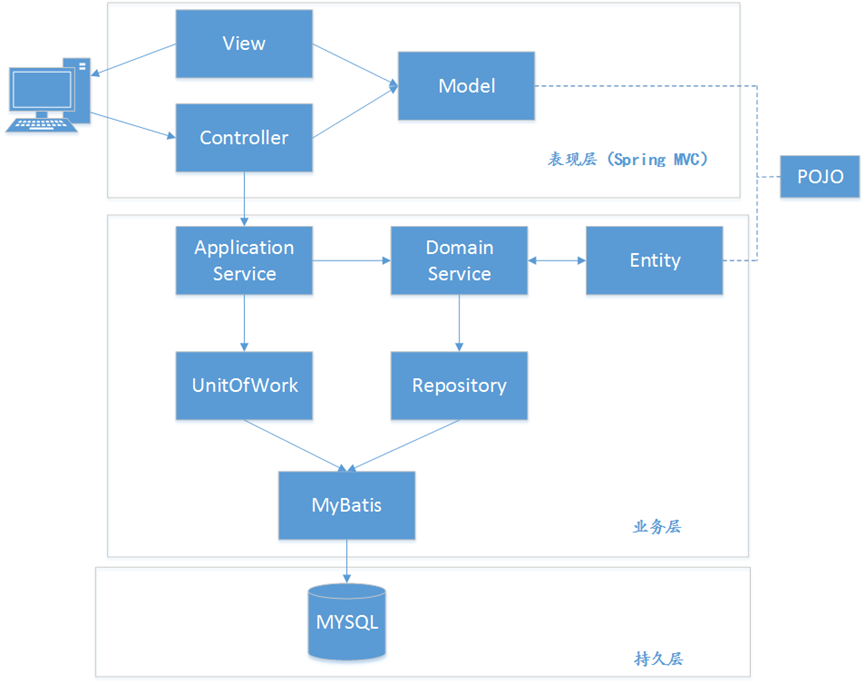 View
Model
Controller
表现层（Spring MVC）
POJO
Application
Service
Domain
Service
Entity
UnitOfWork
Repository
MyBatis
业务层
MYSQL
持久层